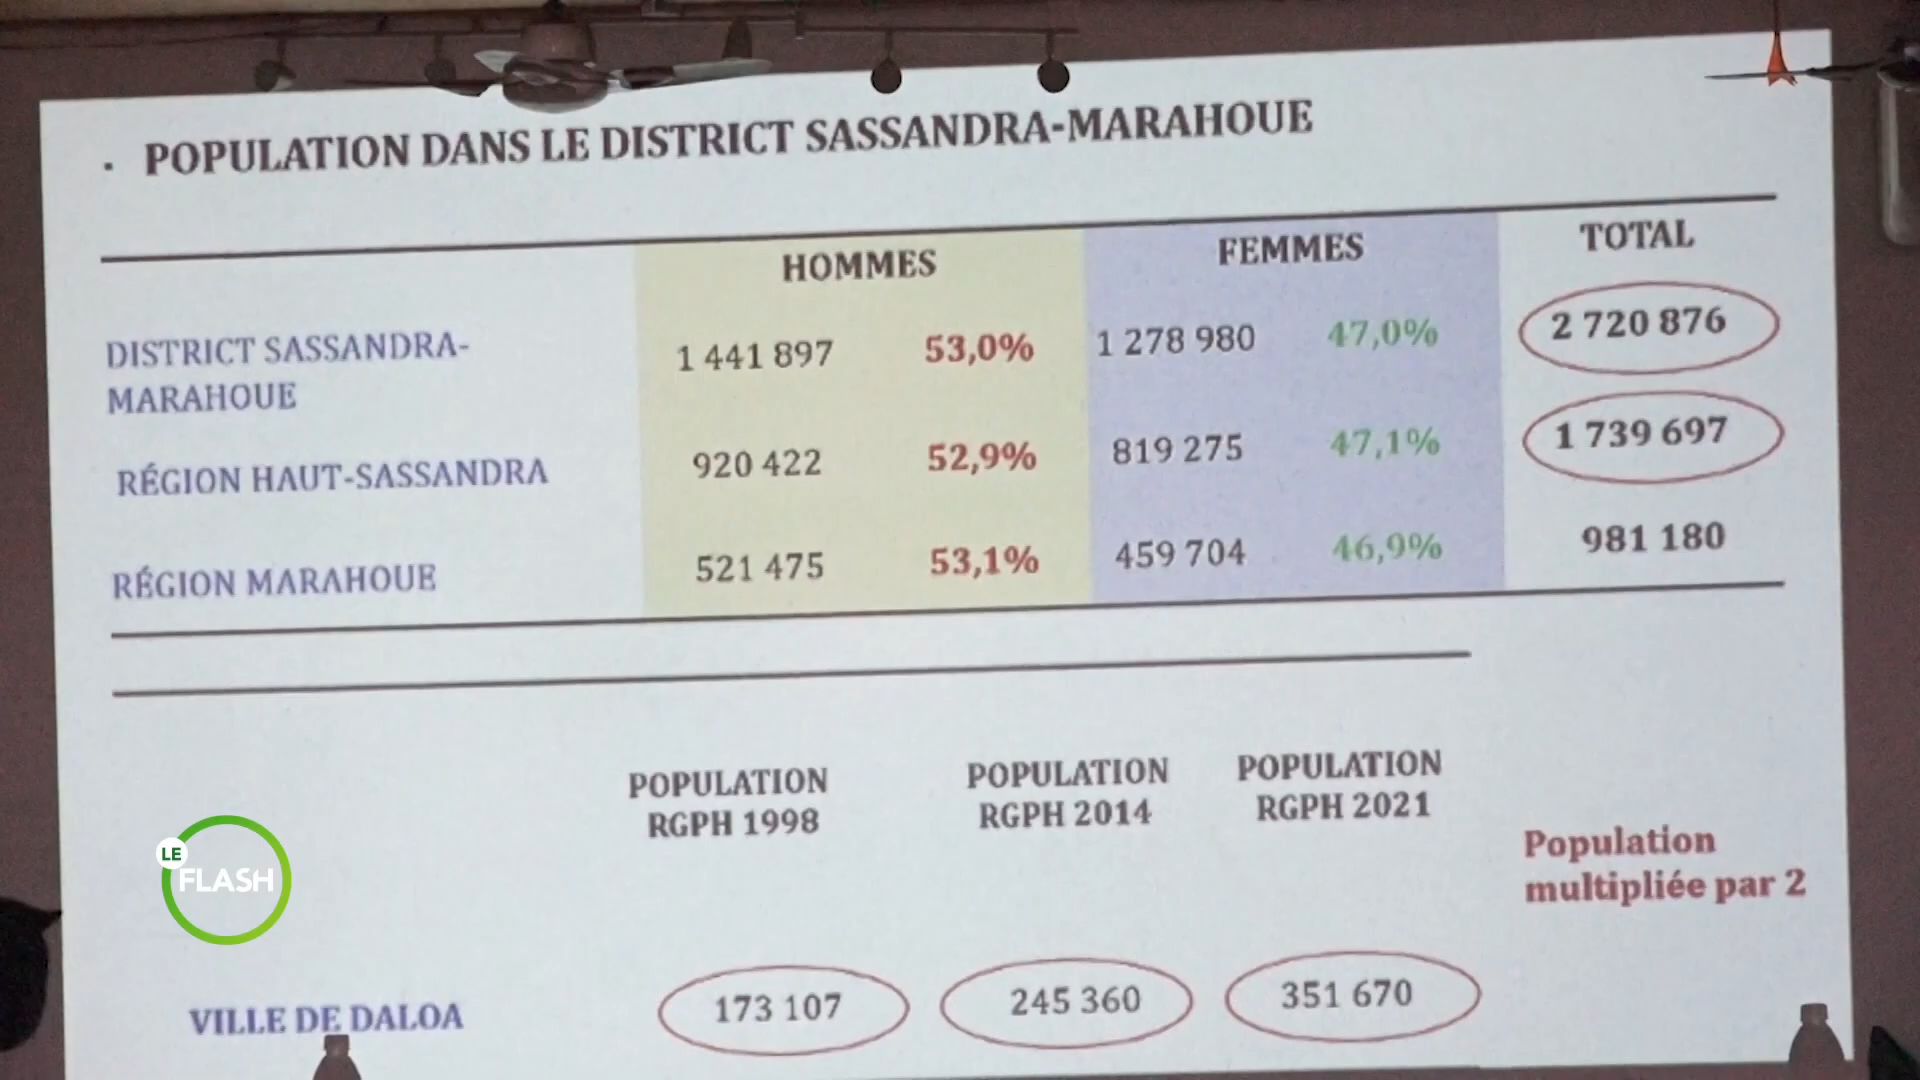 · POPULATION DANS LE DISTRICT SASSANDRA-MARAHOUE
HOMMES FEMMES TOTAL
DISTRICT SASSANDRA-
MARAHOUE
1 441 897 53,0% 1 278 980 47,0% 2 720 876
RÉGION HAUT-SASSANDRA 920 422 52,9% 819 275 47,1% 1 739 697
RÉGION MARAHOUE 521 475 53,1% 459 704 46,9% 981 180
POPULATION
RGPH 1998
POPULATION
RGPH 2014
POPULATION
RGPH 2021
Population
multipliée par 2
LE
FLASH
VILLE DE DALOA 173 107 245 360 351 670